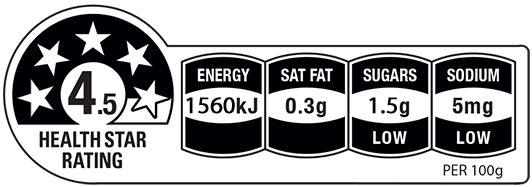 4.5
HEALTH STAR
RATING
ENERGY
1560kJ
SAT FAT
0.3g
SUGARS
1.5g
LOW
SODIUM
5mg
LOW
PER 100g